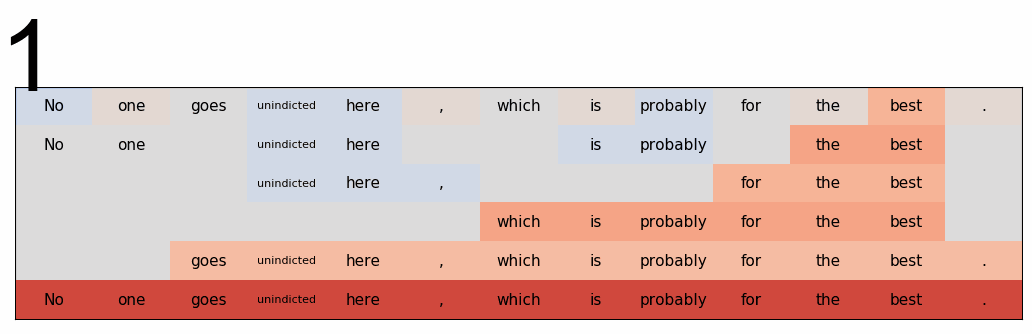 1
No one goes unindicted here , which is probably for the best .
No one unindicted here is probably the best
unindicted here , for the best
which is probably for the best
goes unindicted here , which is probably for the best .
No one goes unindicted here , which is probably for the best .